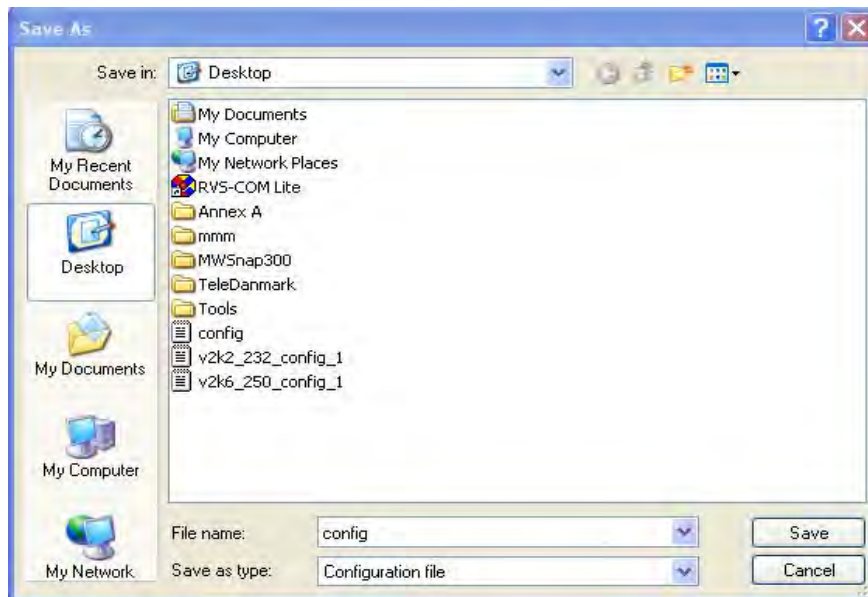 Save As
Save in: Desktop
My Recent
Documents
Desktop
My Documents
My Computer
My Network
My Documents
My Computer
My Network Places
RVS-COM Lite
Annex A
mmm
MWSnap300
TeleDanmark
Tools
config
v2k2_232_config_1
v2k6_250_config_1
File name: config Save
Save as type: Configuration file Cancel